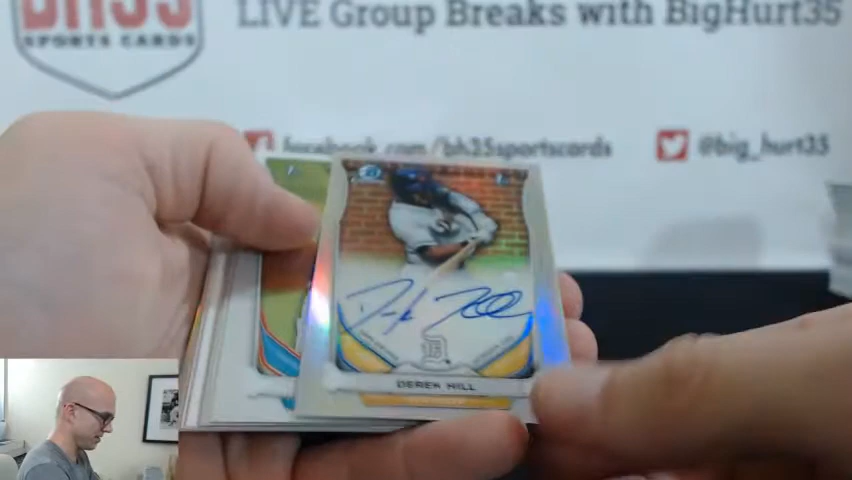 BH35
SPORTS CARDS
LIVE Group Breaks with BigHurt35
facebook.com/bh35sportscards
@big_hurt35
DEREK HILL